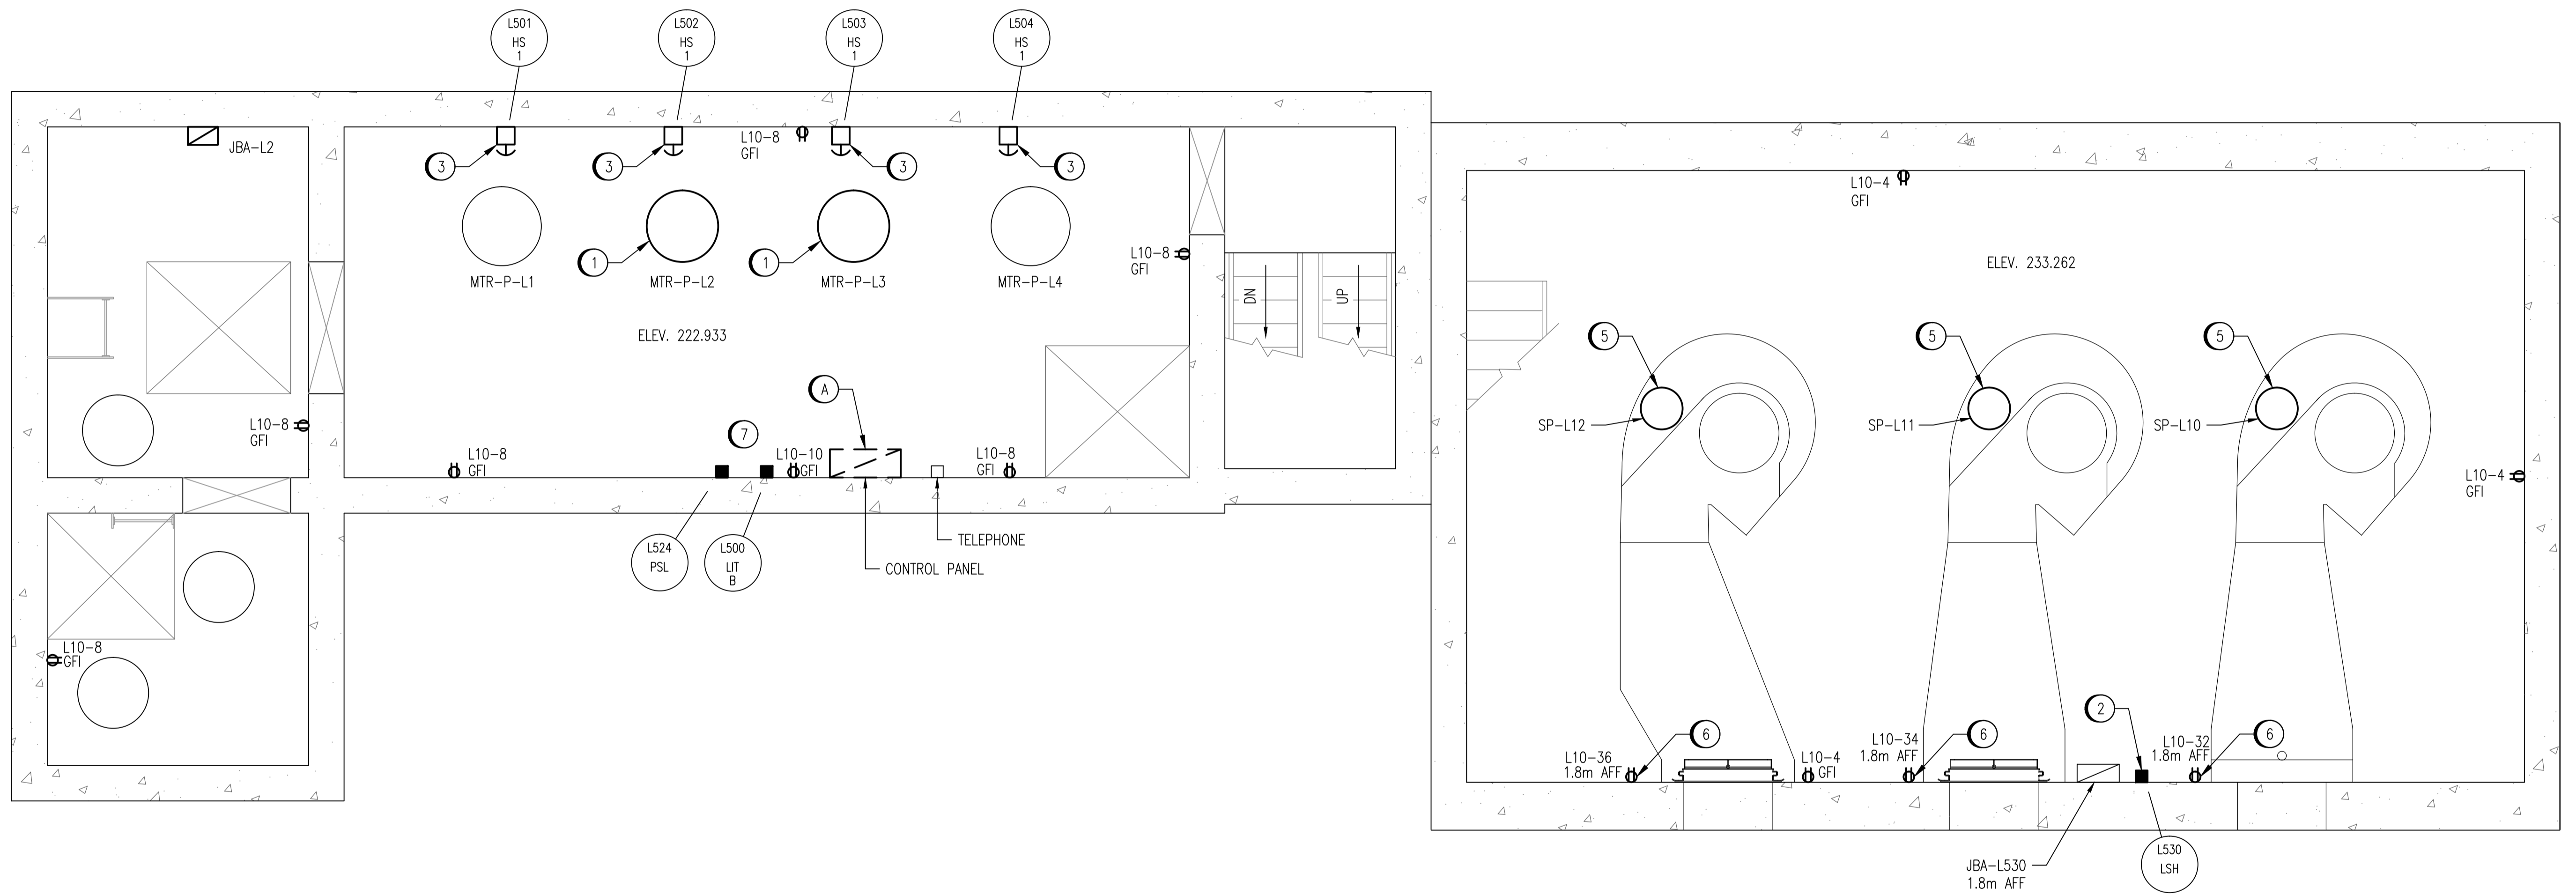 L501
HS
1
L502
HS
1
L503
HS
1
L504
HS
1
JBA-L2
3
3
L10-8
GFI
3
3
MTR-P-L1
1
MTR-P-L2
1
MTR-P-L3
MTR-P-L4
L10-8
GFI
ELEV. 222.933
DN
UP
A
7
L10-8
GFI
L10-8
GFI
L10-10
GFI
L10-8
GFI
L524
PSL
L500
LIT
B
TELEPHONE
CONTROL PANEL
L10-8
GFI
L10-4
GFI
ELEV. 233.262
5
5
5
SP-L12
SP-L11
SP-L10
L10-4
GFI
L10-36
1.8m AFF
6
L10-4
GFI
L10-34
1.8m AFF
6
2
L10-32
1.8m AFF
6
JBA-L530
1.8m AFF
L530
LSH